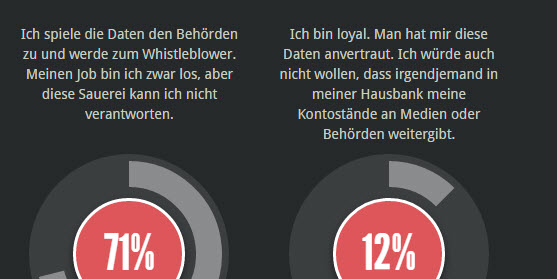 Ich spiele die Daten den Behörden
zu und werde zum Whistleblower.
Meinen Job bin ich zwar los, aber
diese Sauerei kann ich nicht
verantworten.
71%
Ich bin loyal. Man hat mir diese
Daten anvertraut. Ich würde auch
nicht wollen, dass irgendjemand in
meiner Hausbank meine
Kontostände an Medien oder
Behörden weitergibt.
12%